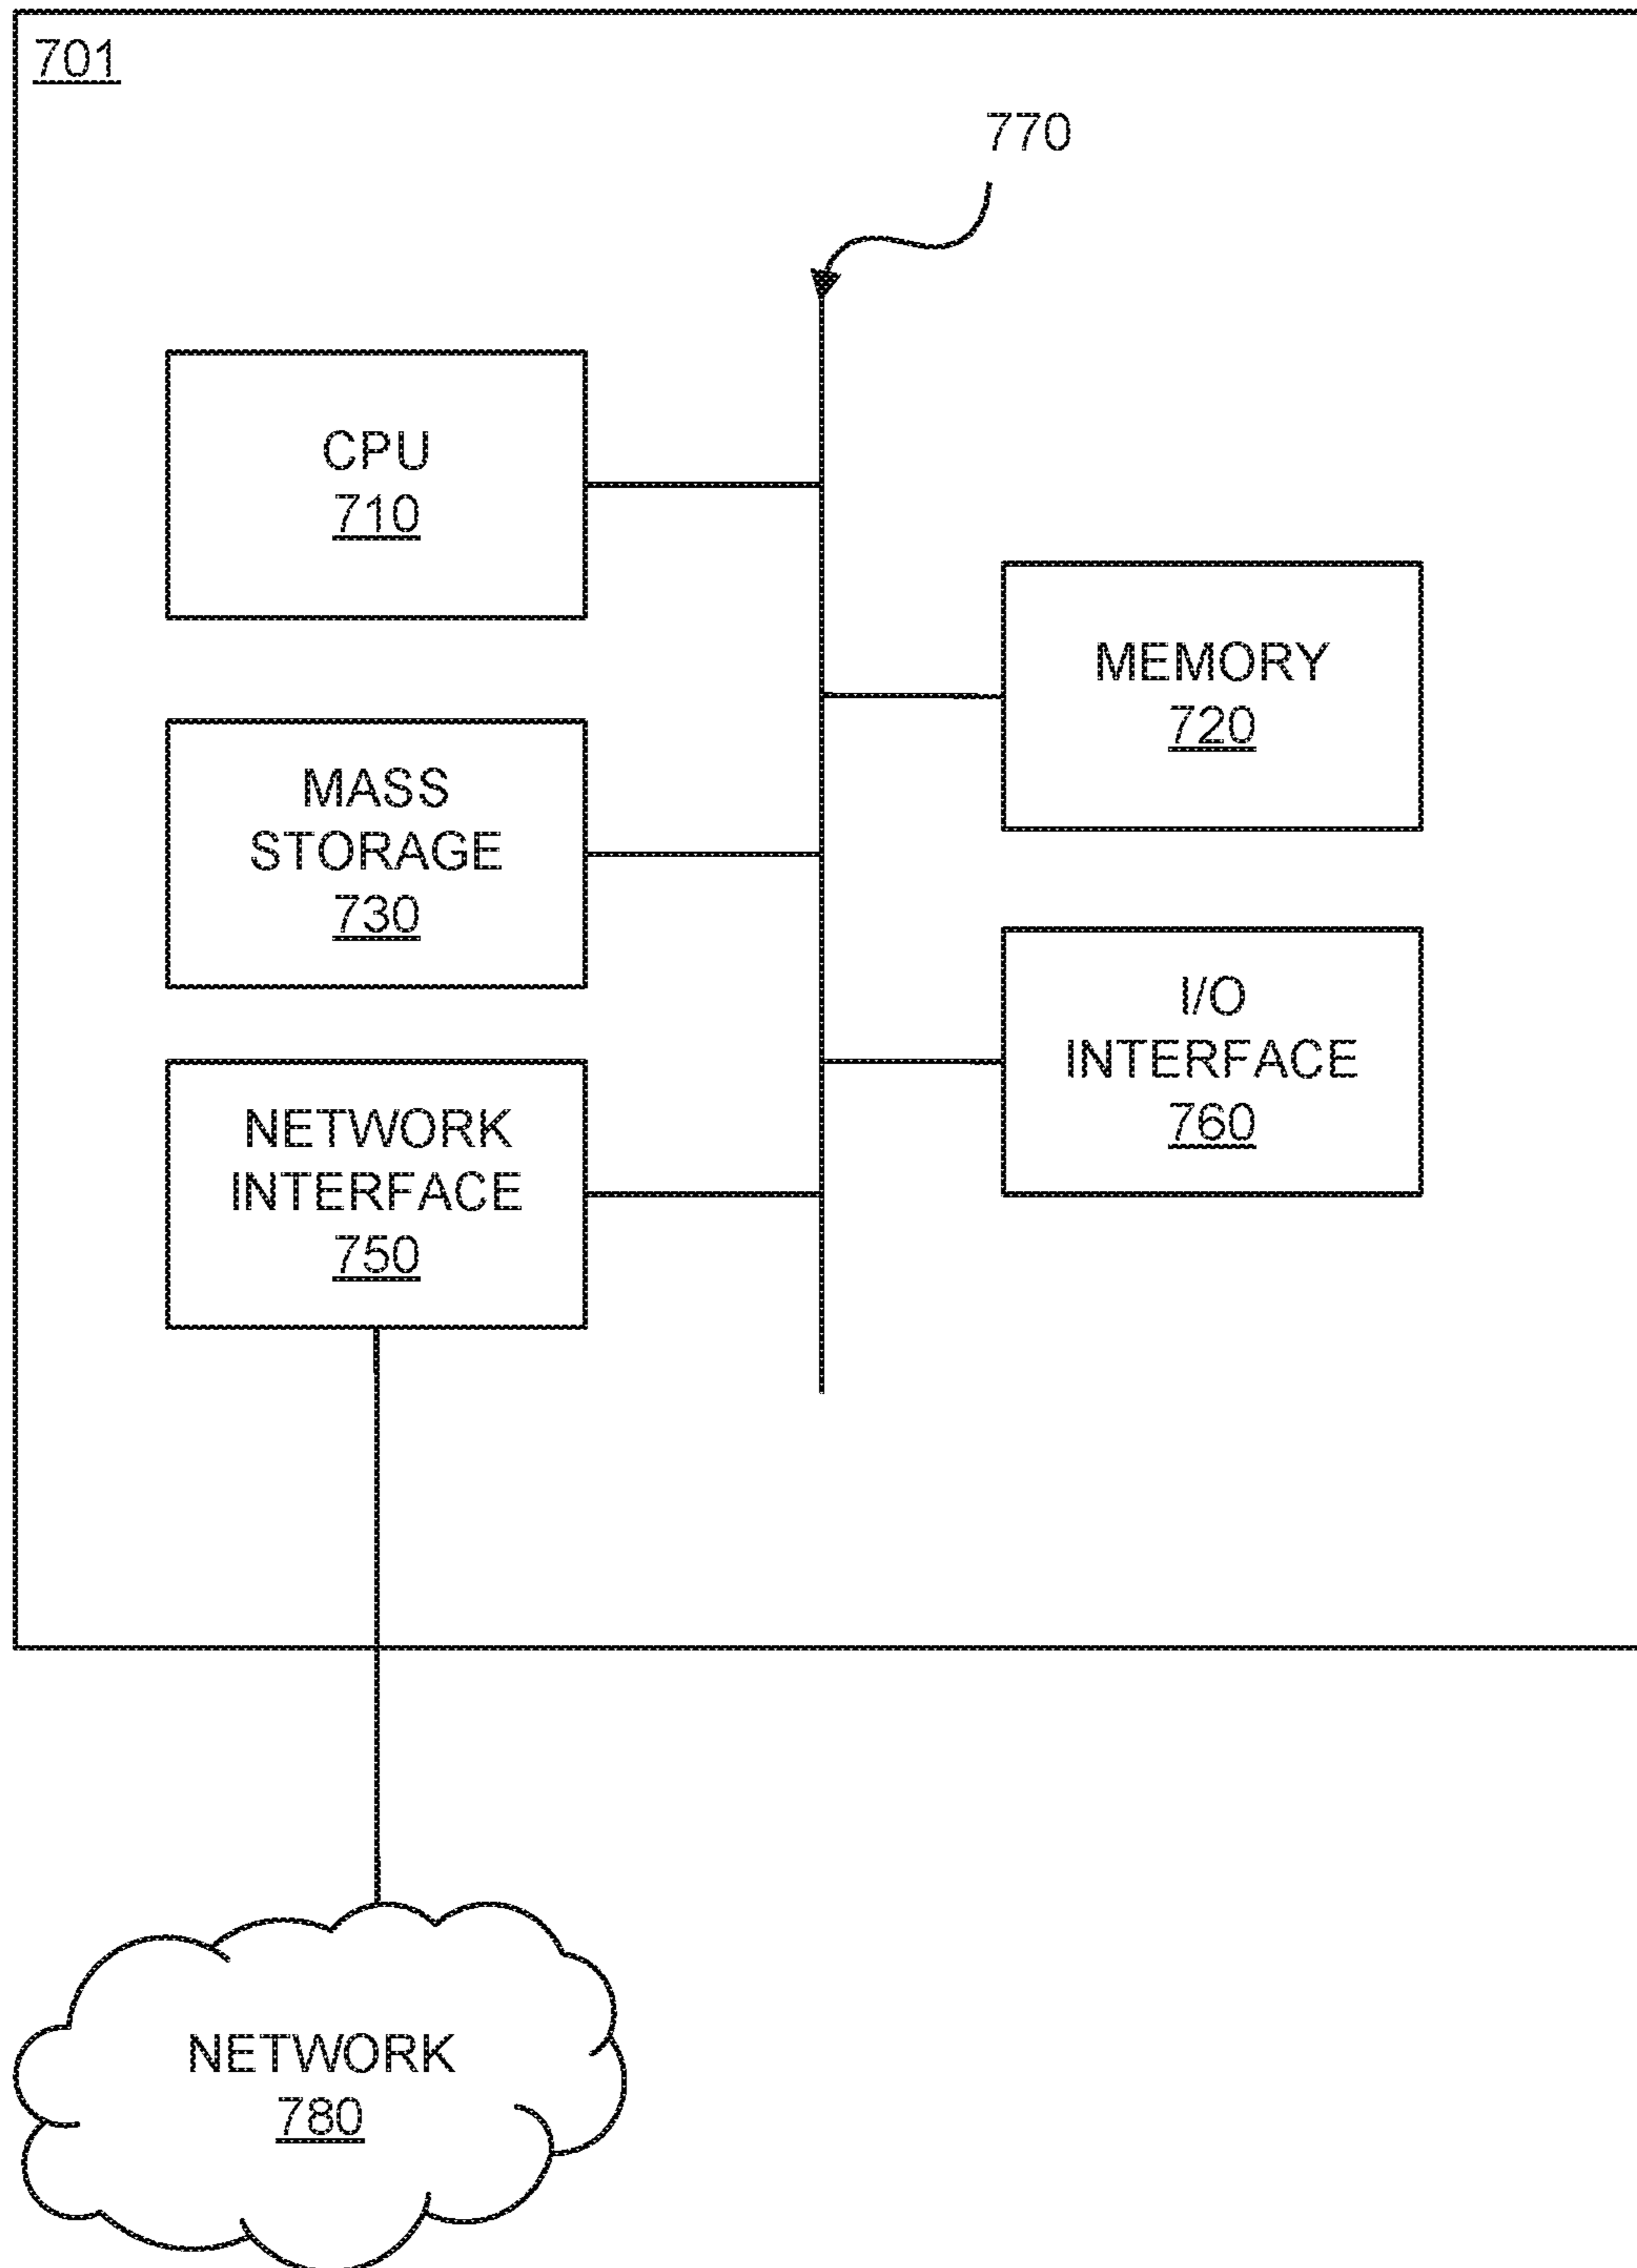 701
770
CPU
710
MEMORY
720
MASS
STORAGE
730
I/O
INTERFACE
760
NETWORK
INTERFACE
750
NETWORK
780